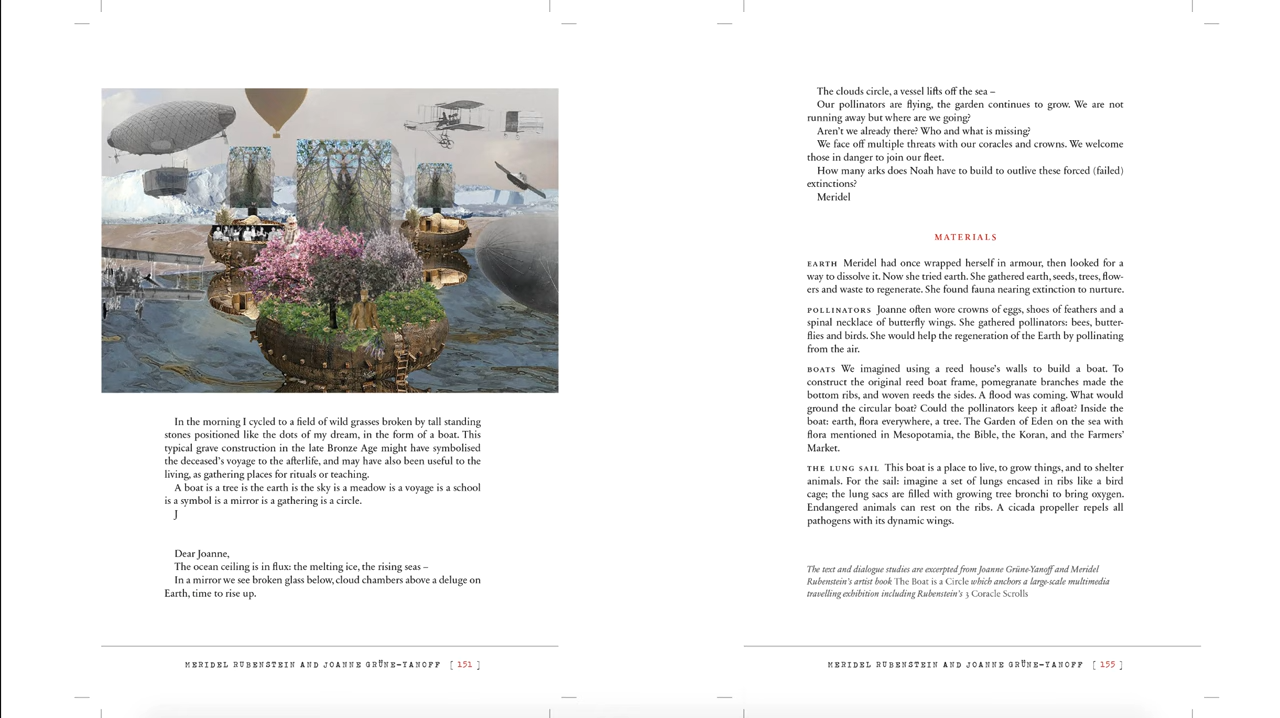 In the morning I cycled to a field of wild grasses broken by tall standing
stones positioned like the dots of my dream, in the form of a boat. This
typical grave construction in the late Bronze Age might have symbolised
the deceased's voyage to the afterlife, and may have also been useful to the
living, as gathering places for rituals or teaching.
A boat is a tree is the earth is the sky is a meadow is a voyage is a school
is a symbol is a mirror is a gathering is a circle.
J
Dear Joanne,
The ocean ceiling is in flux: the melting ice, the rising seas –
In a mirror we see broken glass below, cloud chambers above a deluge on
Earth, time to rise up.
MERIDEL RUBENSTEIN AND JOANNE GRÜNE-YANOFF [ 151 ]
The clouds circle, a vessel lifts off the sea –
Our pollinators are flying, the garden continues to grow. We are not
running away but where are we going?
Aren't we already there? Who and what is missing?
We face off multiple threats with our coracles and crowns. We welcome
those in danger to join our fleet.
How many arks does Noah have to build to outlive these forced (failed)
extinctions?
Meridel
MATERIALS
EARTH Meridel had once wrapped herself in armour, then looked for a
way to dissolve it. Now she tried earth. She gathered earth, seeds, trees, flow-
ers and waste to regenerate. She found fauna nearing extinction to nurture.
POLLINATORS Joanne often wore crowns of eggs, shoes of feathers and a
spinal necklace of butterfly wings. She gathered pollinators: bees, butter-
flies and birds. She would help the regeneration of the Earth by pollinating
from the air.
BOATS We imagined using a reed house's walls to build a boat. To
construct the original reed boat frame, pomegranate branches made the
bottom ribs, and woven reeds the sides. A flood was coming. What would
ground the circular boat? Could the pollinators keep it afloat? Inside the
boat: earth, flora everywhere, a tree. The Garden of Eden on the sea with
flora mentioned in Mesopotamia, the Bible, the Koran, and the Farmers'
Market.
THE LUNG SAIL This boat is a place to live, to grow things, and to shelter
animals. For the sail: imagine a set of lungs encased in ribs like a bird
cage; the lung sacs are filled with growing tree bronchi to bring oxygen.
Endangered animals can rest on the ribs. A cicada propeller repels all
pathogens with its dynamic wings.
The text and dialogue studies are excerpted from Joanne Grüne-Yanoff and Meridel
Rubenstein's artist book The Boat is a Circle which anchors a large-scale multimedia
travelling exhibition including Rubenstein's 3 Coracle Scrolls
MERIDEL RUBENSTEIN AND JOANNE GRÜNE-YANOFF [ 155 ]